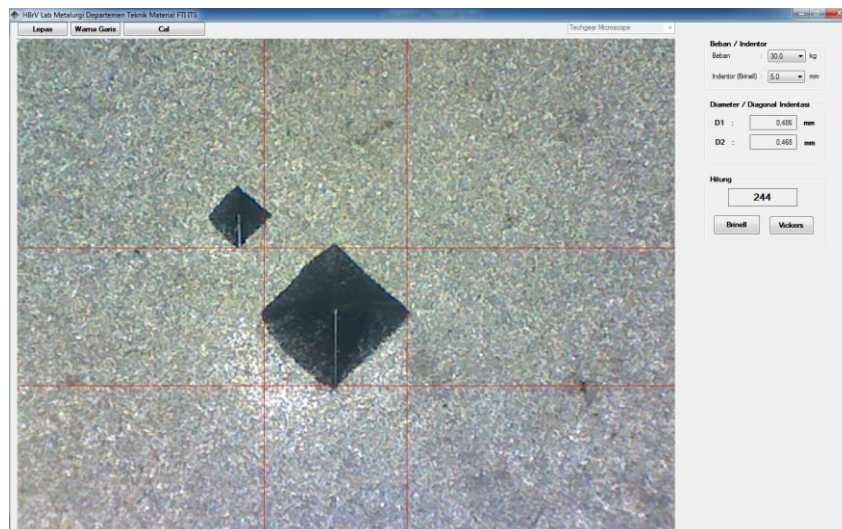 HBrV Lab Metalurgi Departemen Teknik Material FTI ITS
Lepas Warna Garis Cal Techgear Microscope
Beban / Indentor
Beban : 30.0 kg
Indentor (Brinell) : 5.0 mm
Diameter / Diagonal Indentasi
D1 : 0,486 mm
D2 : 0,468 mm
Hitung
244
Brinell Vickers